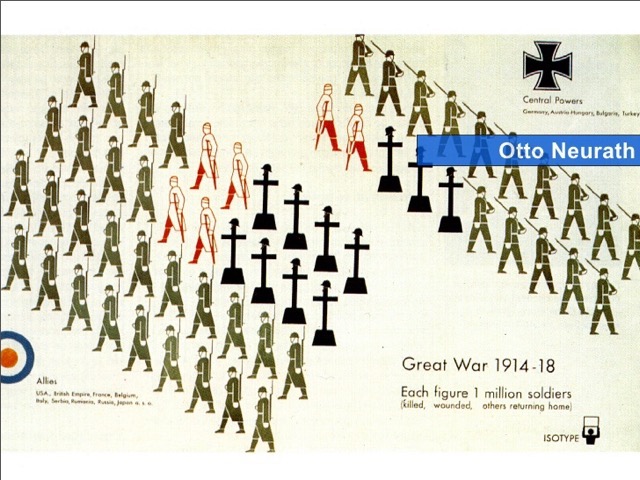 Central Powers
Germany, Austria-Hungary, Bulgaria, Turkey
Otto Neurath
Great War 1914-18
Allies
Each figure 1 million soldiers
USA., British Empire, France, Belgium,
(killed, wounded, others returning home)
Italy, Serbia, Rumania, Russia, Japan a. s. o.
ISOTYPE